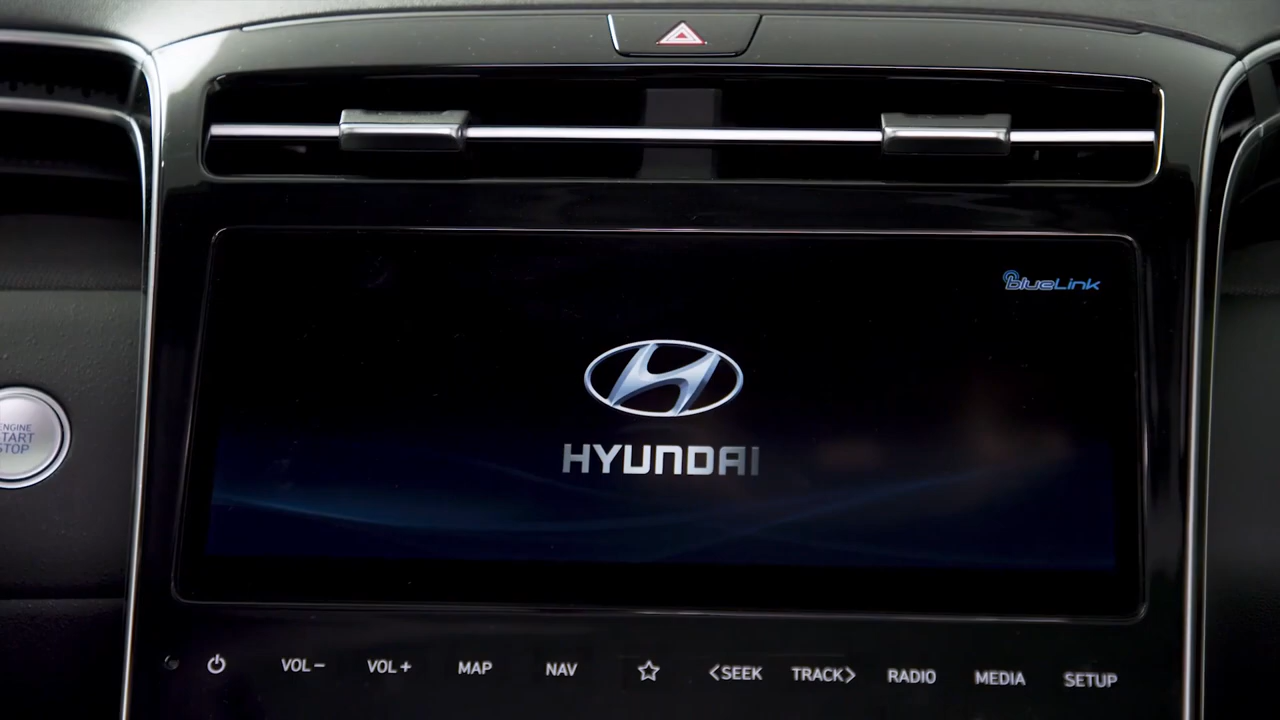 blueLink
HYUNDAI
ENGINE
START
STOP
VOL− VOL+ MAP NAV <SEEK TRACK> RADIO MEDIA SETUP